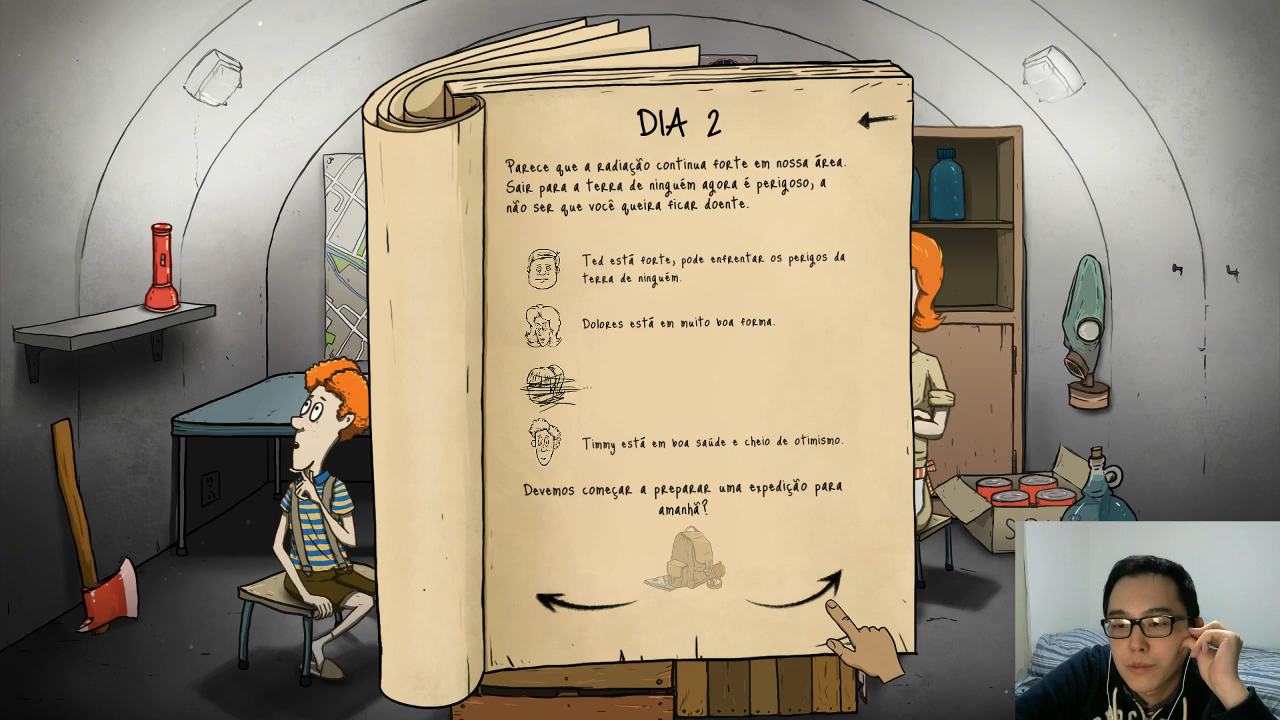 DIA 2
Parece que a radiação continua forte em nossa área.
Sair para a terra de ninguém agora é perigoso, a
não ser que você queira ficar doente.
Ted está forte, pode enfrentar os perigos da
terra de ninguém.
Dolores está em muito boa forma.
Timmy está em boa saúde e cheio de otimismo.
Devemos começar a preparar uma expedição para
amanhã?